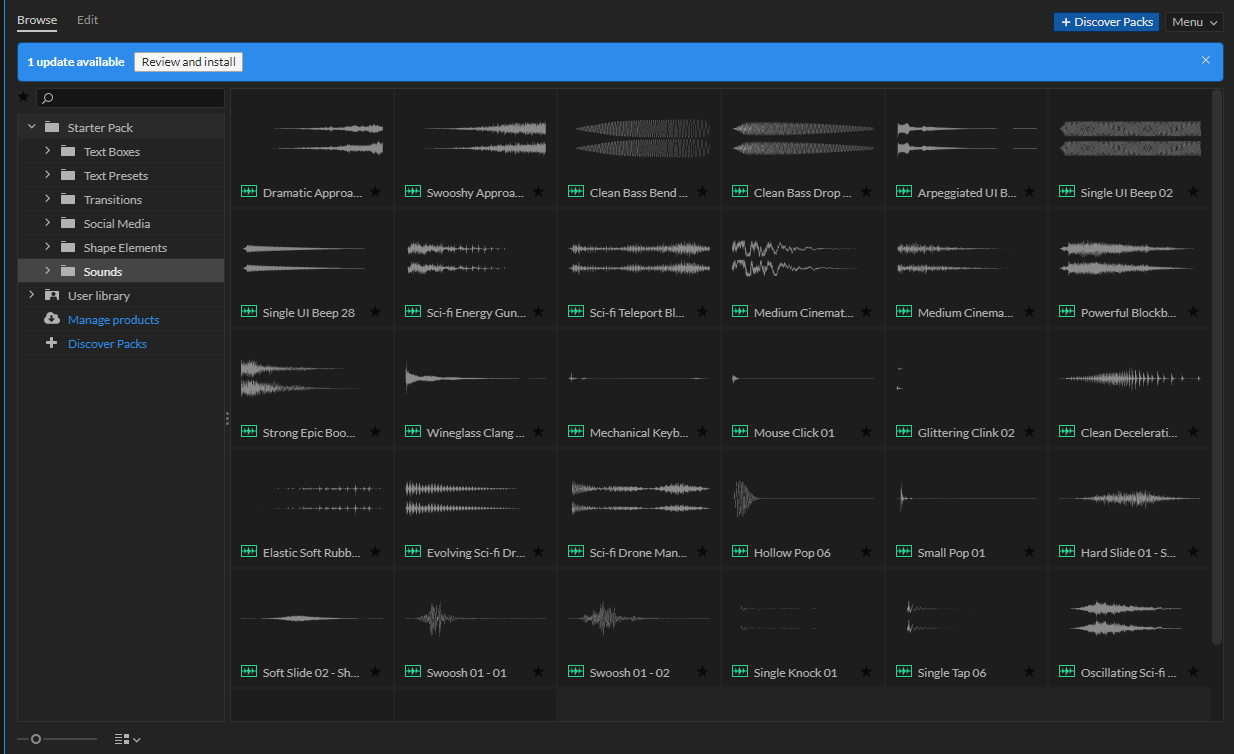 Browse Edit + Discover Packs Menu
1 update available Review and install
Starter Pack
Text Boxes
Text Presets
Transitions
Social Media
Shape Elements
Sounds
User library
Manage products
Discover Packs
Dramatic Approa... Swooshy Approa... Clean Bass Bend ... Clean Bass Drop ... Arpeggiated UI B... Single UI Beep 02
Single UI Beep 28 Sci-fi Energy Gun... Sci-fi Teleport Bl... Medium Cinemat... Medium Cinema... Powerful Blockb...
Strong Epic Boo... Wineglass Clang ... Mechanical Keyb... Mouse Click 01 Glittering Clink 02 Clean Decelerati...
Elastic Soft Rubb... Evolving Sci-fi Dr... Sci-fi Drone Man... Hollow Pop 06 Small Pop 01 Hard Slide 01 - S...
Soft Slide 02 - Sh... Swoosh 01 - 01 Swoosh 01 - 02 Single Knock 01 Single Tap 06 Oscillating Sci-fi ...